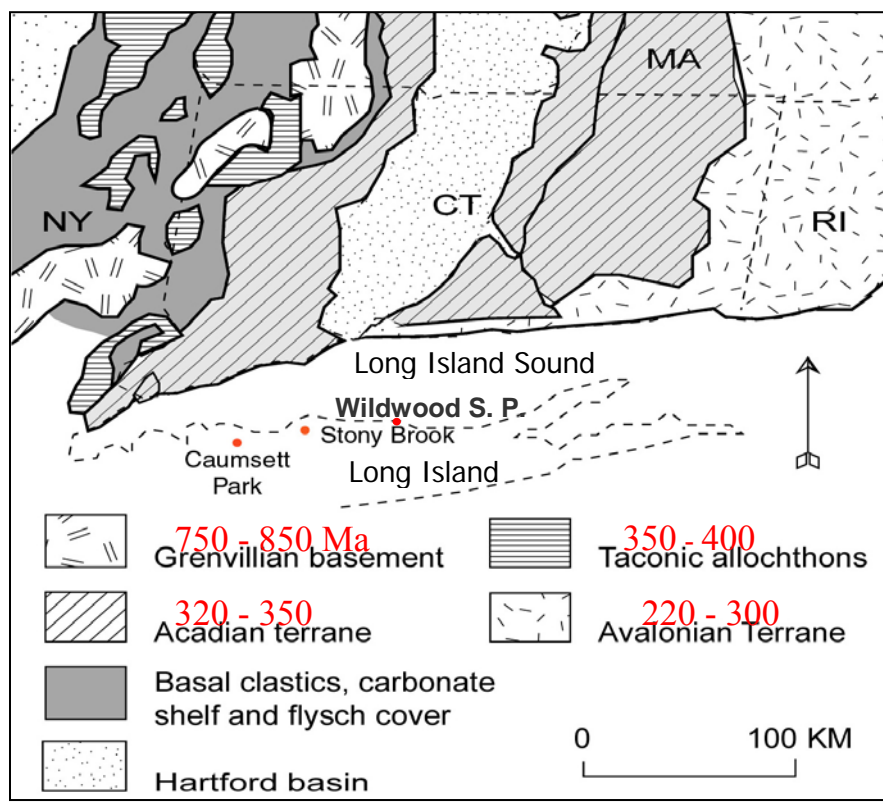 MA
NY
CT
RI
Long Island Sound
Wildwood S. P.
Stony Brook
Caumsett
Park
Long Island
750 - 850 Ma
Grenvillian basement
350 - 400
Taconic allochthons
320 - 350
Acadian terrane
220 - 300
Avalonian Terrane
Basal clastics, carbonate
shelf and flysch cover
0 100 KM
Hartford basin